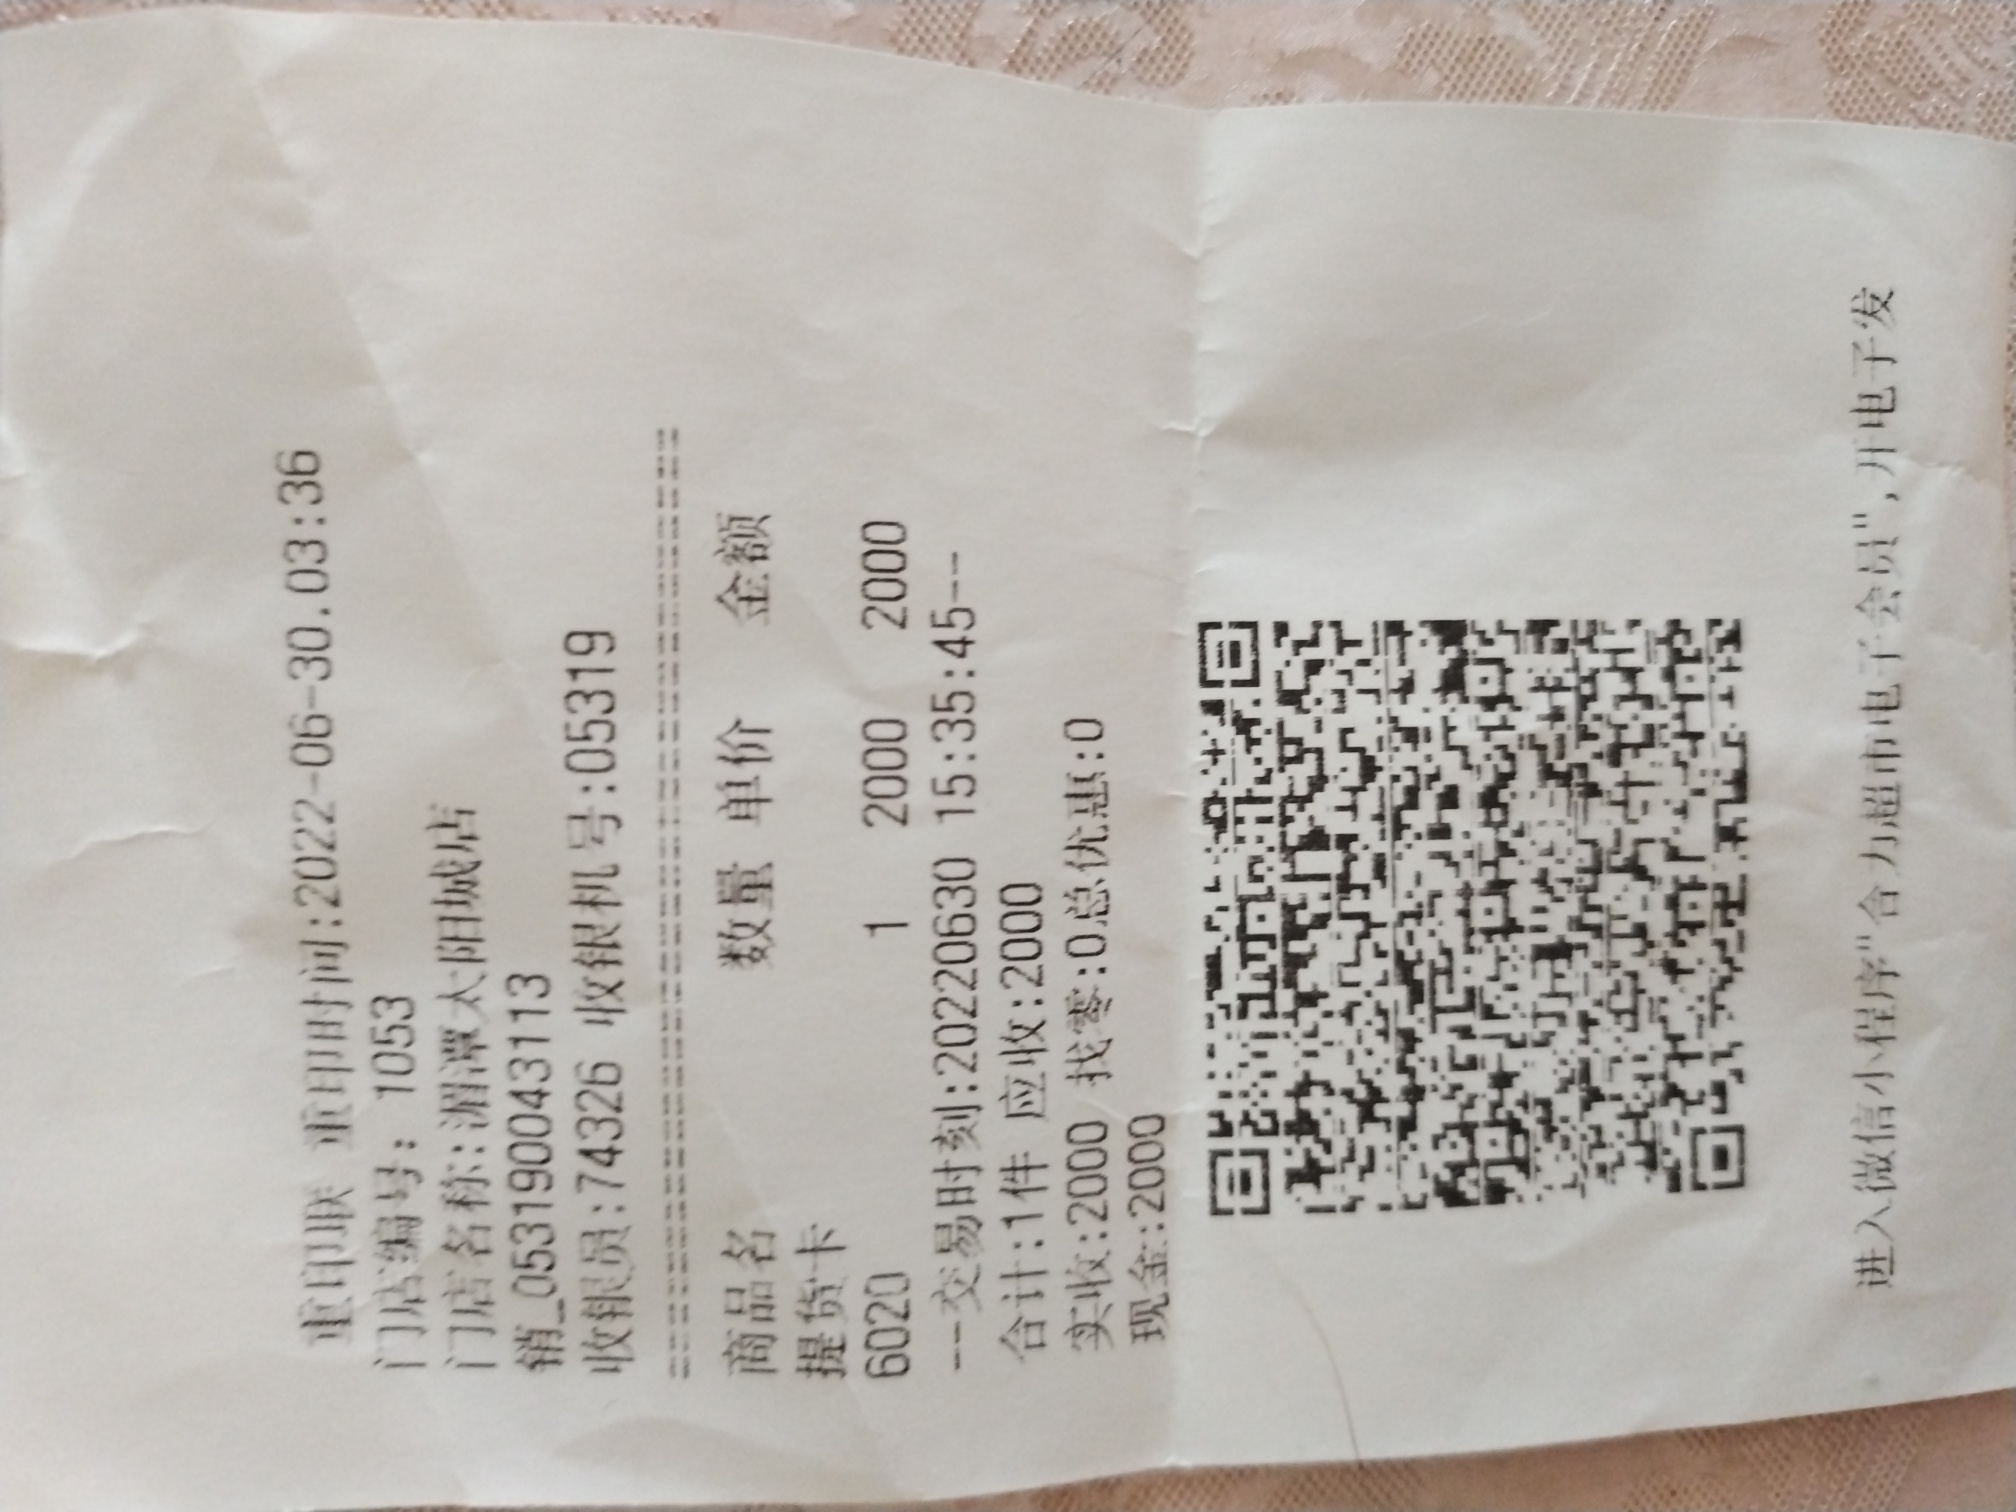 重印联 重印时间:2022-06-30.03:36
门店编号: 1053
门店名称:湄潭太阳城店
销_053190043113
收银员:74326 收银机号:05319
商品名 数量 单价 金额
提货卡
6020 1 2000 2000
--交易时刻:20220630 15:35:45--
合计:1件 应收:2000
实收:2000 找零:0总优惠:0
现金:2000
进入微信小程序"合力超市电子会员",开电子发